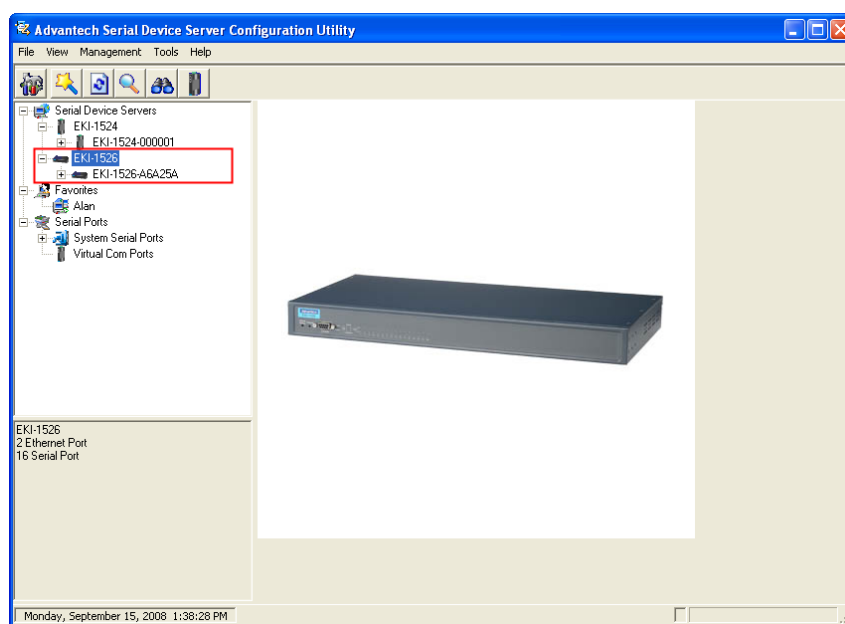 Advantech Serial Device Server Configuration Utility
File View Management Tools Help
Serial Device Servers
EKI-1524
EKI-1524-000001
EKI-1526
EKI-1526-A6A25A
Favorites
Alan
Serial Ports
System Serial Ports
Virtual Com Ports
EKI-1526
2 Ethernet Port
16 Serial Port
Monday, September 15, 2008 1:38:28 PM